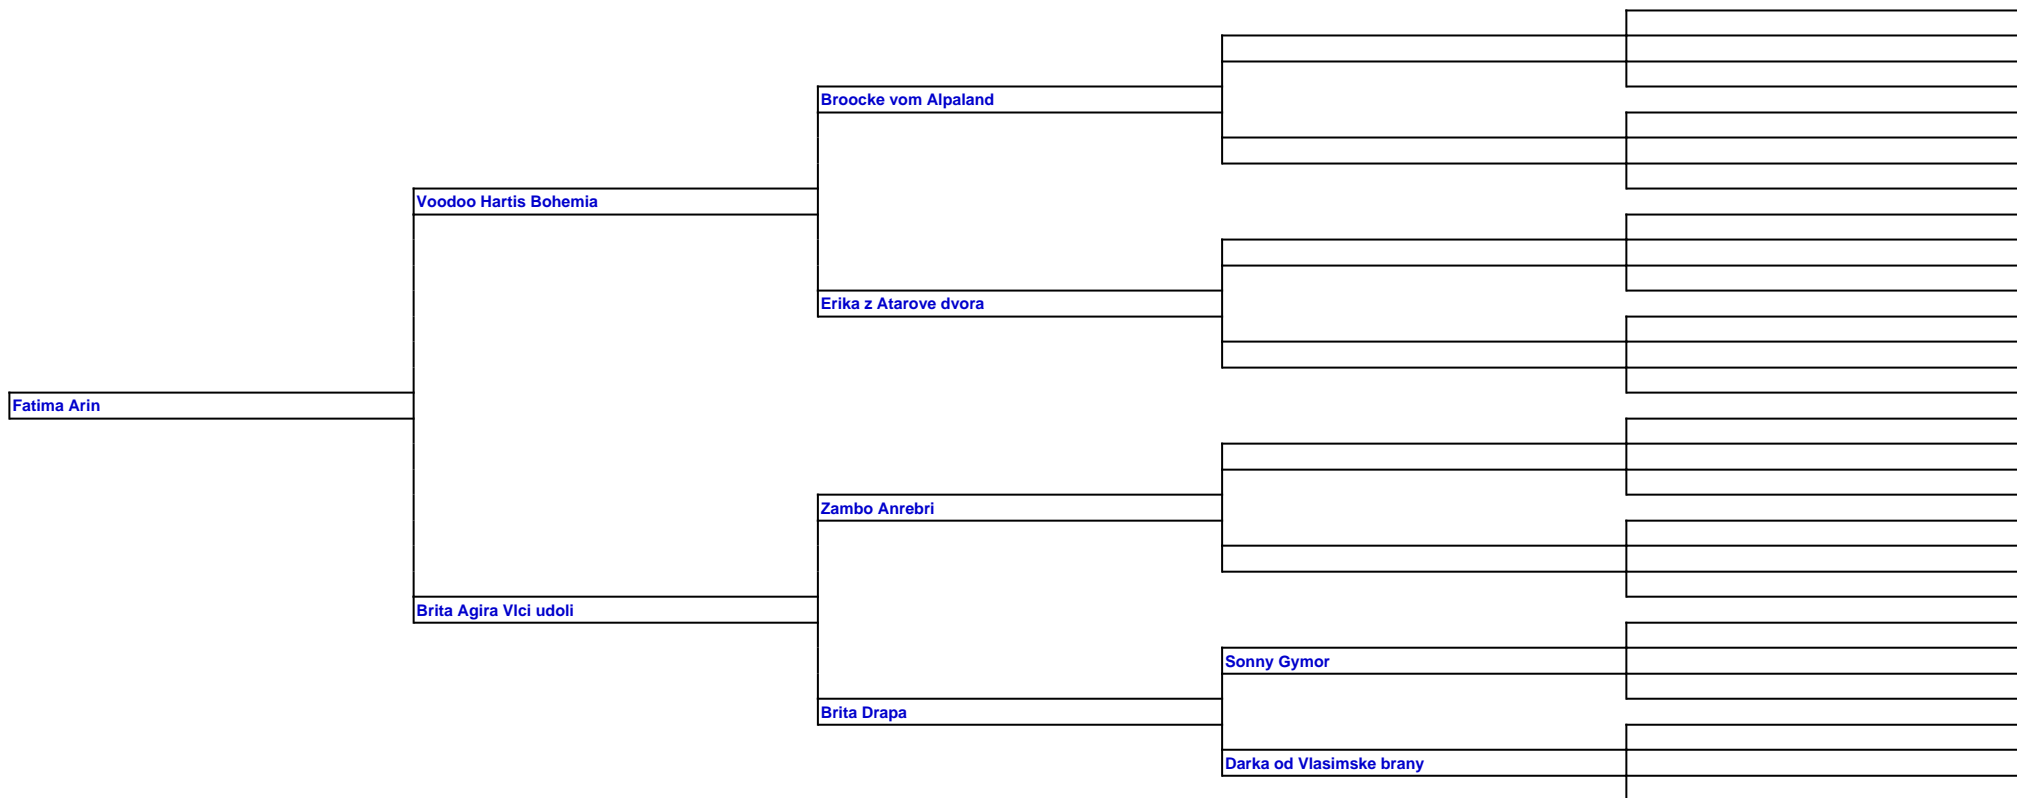 Broocke vom Alpaland
Voodoo Hartis Bohemia
Erika z Atarove dvora
Fatima Arin
Zambo Anrebri
Brita Agira Vlci udoli
Sonny Gymor
Brita Drapa
Darka od Vlasimske brany